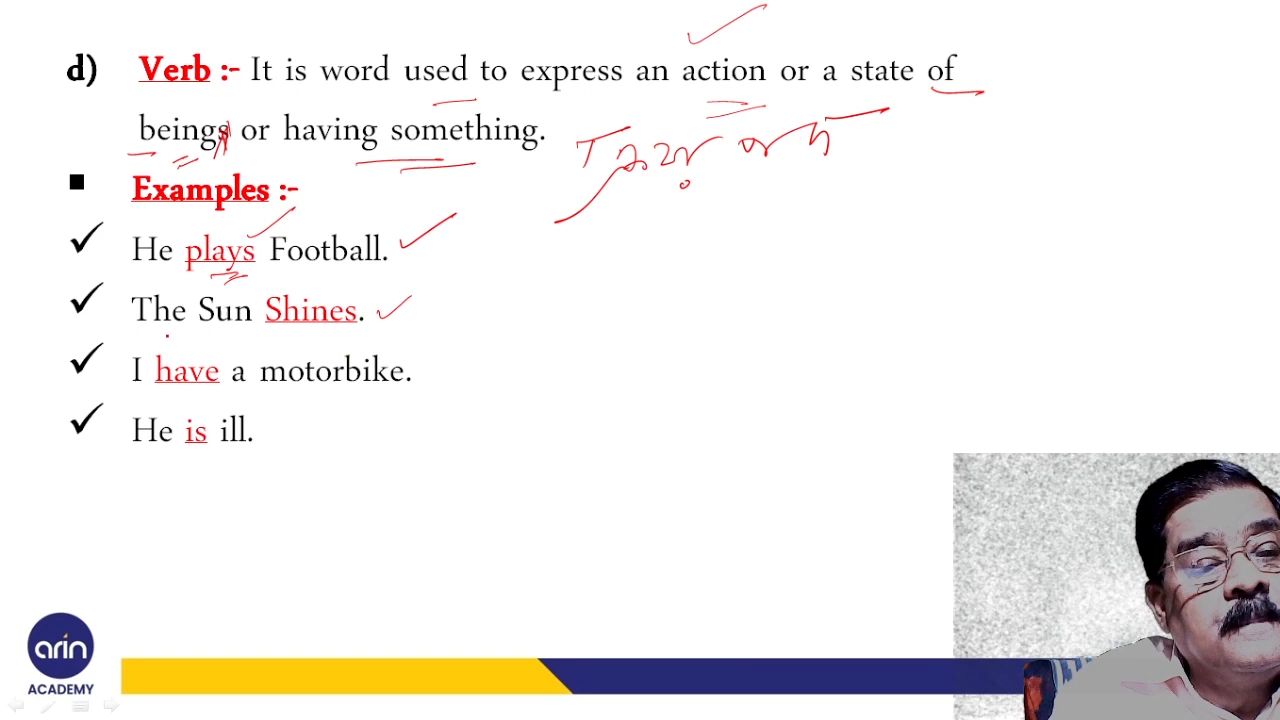 d) Verb :- It is word used to express an action or a state of
beings or having something.
■ Examples :-
✓ He plays Football.
✓ The Sun Shines.
✓ I have a motorbike.
✓ He is ill.
arin
ACADEMY